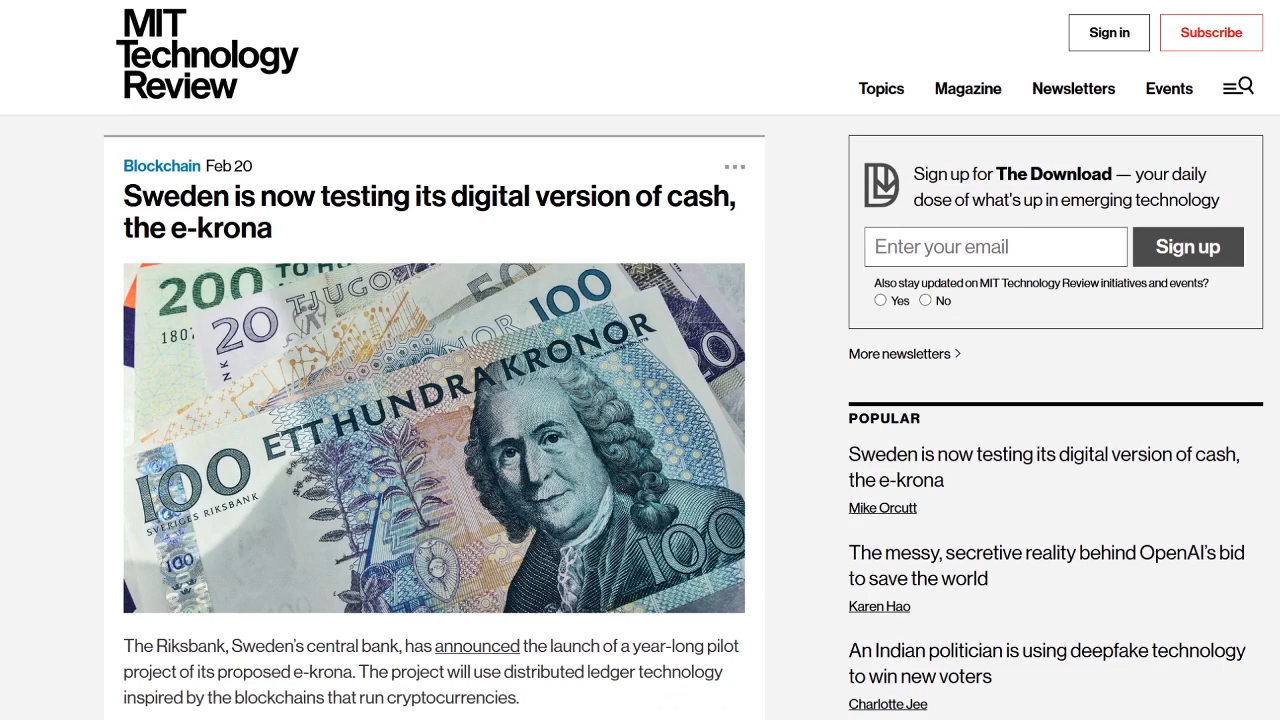 MIT
Technology
Review
Sign in
Subscribe
Topics
Magazine
Newsletters
Events
Blockchain Feb 20
Sweden is now testing its digital version of cash,
the e-krona
200
1807
20
TJUGO
50
100
20
ETT HUNDRA KRONOR
100
SVERIGES RIKSBANK
100
100
The Riksbank, Sweden's central bank, has announced the launch of a year-long pilot
project of its proposed e-krona. The project will use distributed ledger technology
inspired by the blockchains that run cryptocurrencies.
Sign up for The Download — your daily
dose of what's up in emerging technology
Enter your email
Sign up
Also stay updated on MIT Technology Review initiatives and events?
Yes No
More newsletters >
POPULAR
Sweden is now testing its digital version of cash,
the e-krona
Mike Orcutt
The messy, secretive reality behind OpenAI's bid
to save the world
Karen Hao
An Indian politician is using deepfake technology
to win new voters
Charlotte Jee